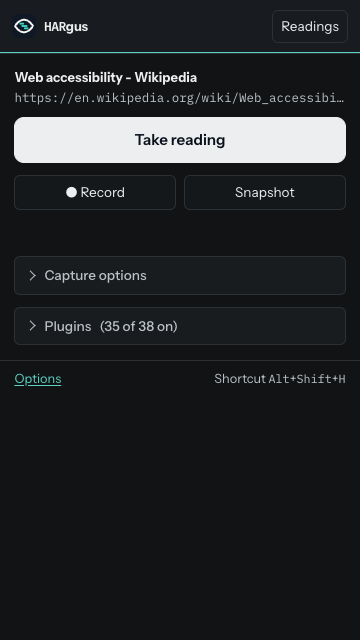 HARgus
Readings
Web accessibility - Wikipedia
https://en.wikipedia.org/wiki/Web_accessibi…
Take reading
Record
Snapshot
Capture options
Plugins (35 of 38 on)
Options
Shortcut Alt+Shift+H